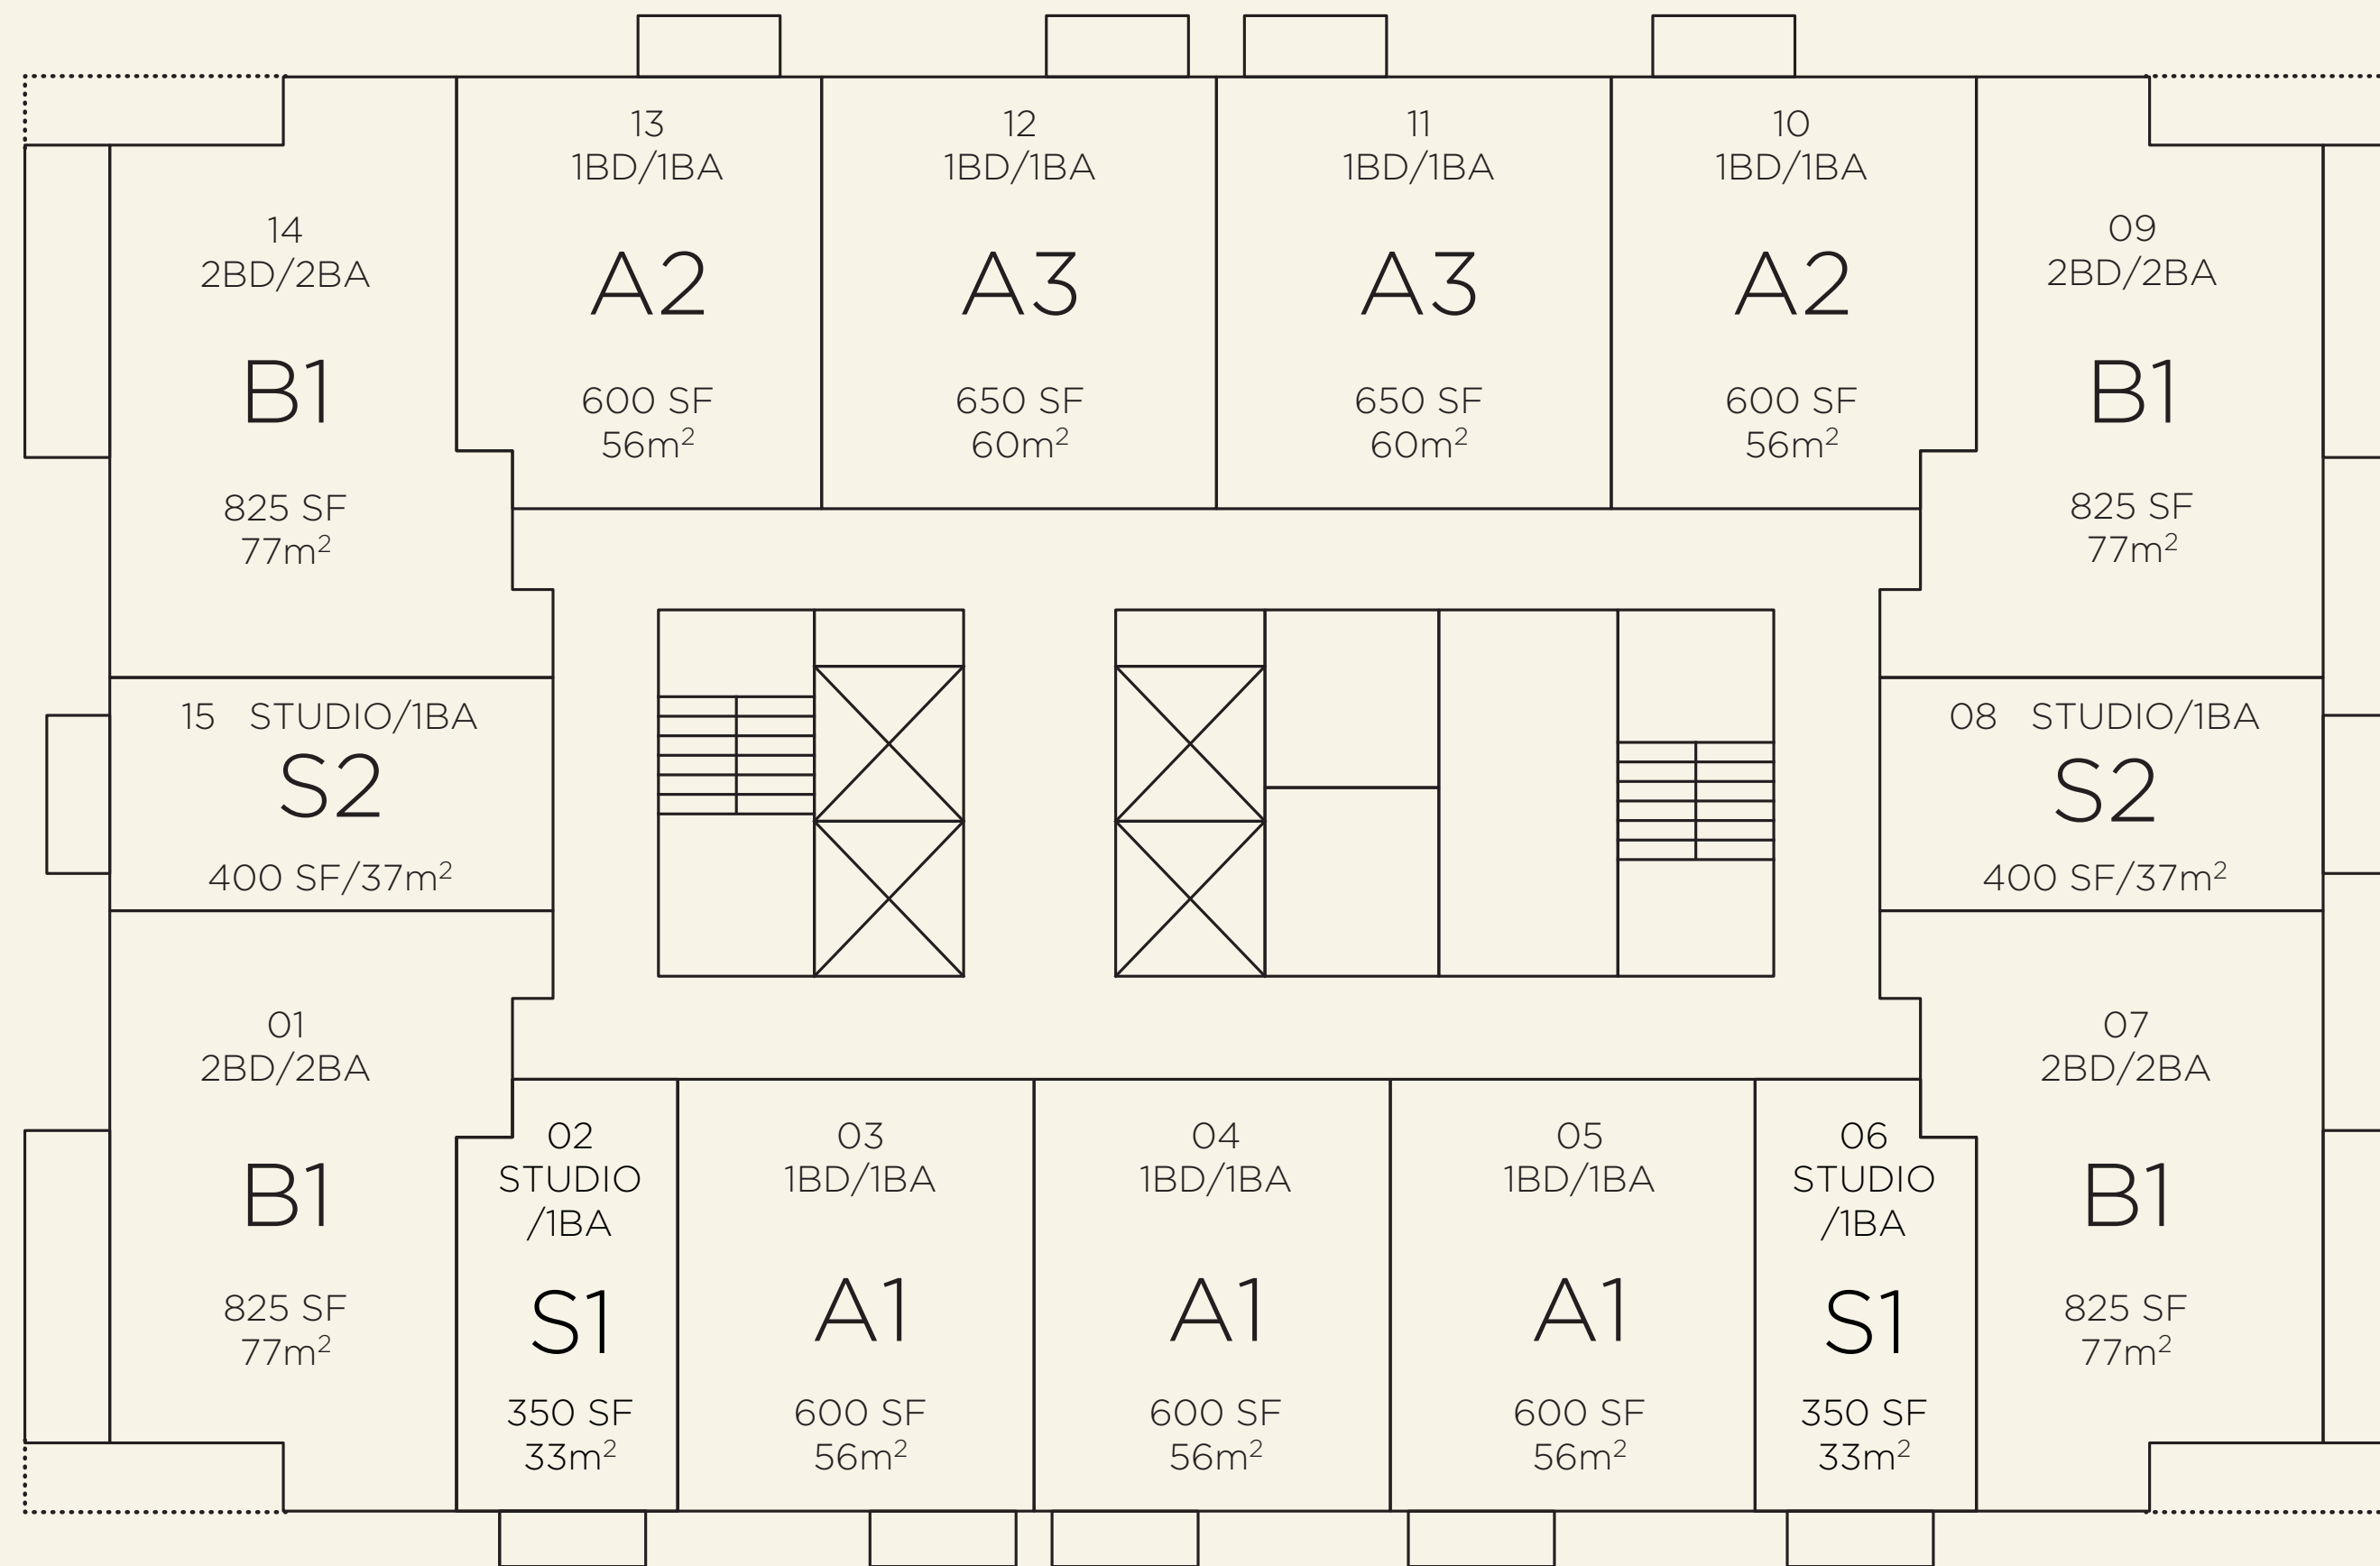 13
1BD/1BA
A2
600 SF
56m²
12
1BD/1BA
A3
650 SF
60m²
11
1BD/1BA
A3
650 SF
60m²
10
1BD/1BA
A2
600 SF
56m²
14
2BD/2BA
B1
825 SF
77m²
09
2BD/2BA
B1
825 SF
77m²
15 STUDIO/1BA
S2
400 SF/37m²
08 STUDIO/1BA
S2
400 SF/37m²
01
2BD/2BA
B1
825 SF
77m²
02
STUDIO
/1BA
S1
350 SF
33m²
03
1BD/1BA
A1
600 SF
56m²
04
1BD/1BA
A1
600 SF
56m²
05
1BD/1BA
A1
600 SF
56m²
06
STUDIO
/1BA
S1
350 SF
33m²
07
2BD/2BA
B1
825 SF
77m²